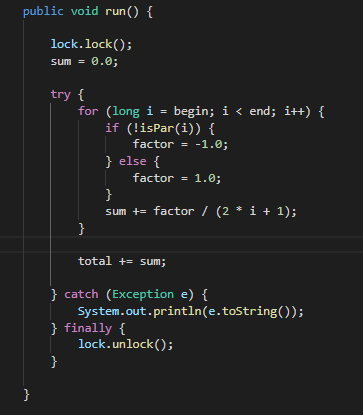 public void run() {
lock.lock();
sum = 0.0;
try {
for (long i = begin; i < end; i++) {
if (!isPar(i)) {
factor = -1.0;
} else {
factor = 1.0;
}
sum += factor / (2 * i + 1);
}
total += sum;
} catch (Exception e) {
System.out.println(e.toString());
} finally {
lock.unlock();
}
}